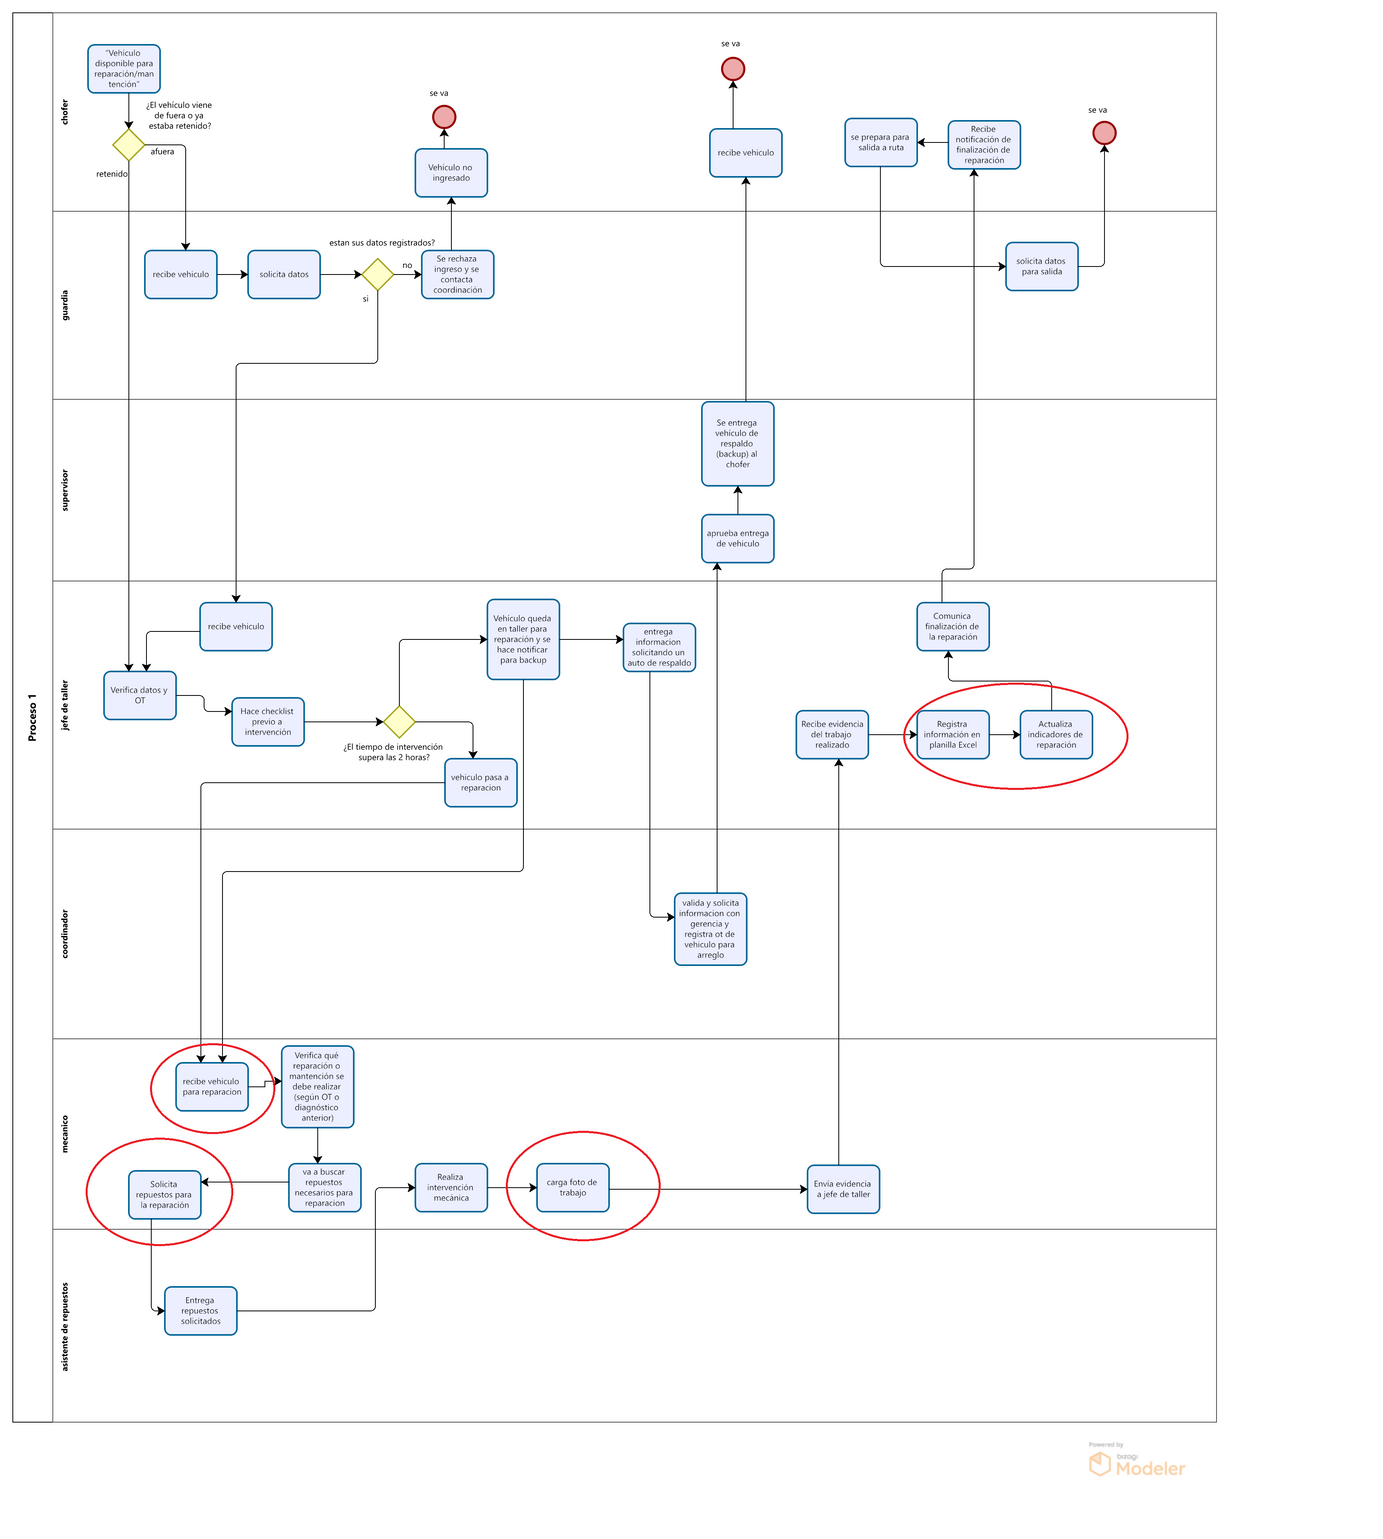 Proceso 1
chofer
"Vehículo
disponible para
reparación/man
tención"
¿El vehículo viene
de fuera o ya
estaba retenido?
afuera
retenido
se va
Vehículo no
ingresado
se va
recibe vehiculo
se prepara para
salida a ruta
Recibe
notificación de
finalización de
reparación
se va
guardia
recibe vehiculo
solicita datos
estan sus datos registrados?
no
si
Se rechaza
ingreso y se
contacta
coordinación
solicita datos
para salida
supervisor
Se entrega
vehículo de
respaldo
(backup) al
chofer
aprueba entrega
de vehiculo
jefe de taller
recibe vehiculo
Verifica datos y
OT
Hace checklist
previo a
intervención
¿El tiempo de intervención
supera las 2 horas?
Vehículo queda
en taller para
reparación y se
hace notificar
para backup
vehiculo pasa a
reparacion
entrega
informacion
solicitando un
auto de respaldo
Recibe evidencia
del trabajo
realizado
Registra
información en
planilla Excel
Actualiza
indicadores de
reparación
Comunica
finalización de
la reparación
coordinador
valida y solicita
informacion con
gerencia y
registra ot de
vehiculo para
arreglo
mecanico
recibe vehiculo
para reparacion
Verifica qué
reparación o
mantención se
debe realizar
(según OT o
diagnóstico
anterior)
va a buscar
repuestos
necesarios para
reparacion
Solicita
repuestos para
la reparación
Realiza
intervención
mecánica
carga foto de
trabajo
Envía evidencia
a jefe de taller
asistente de repuestos
Entrega
repuestos
solicitados
Powered by
bizagi
Modeler